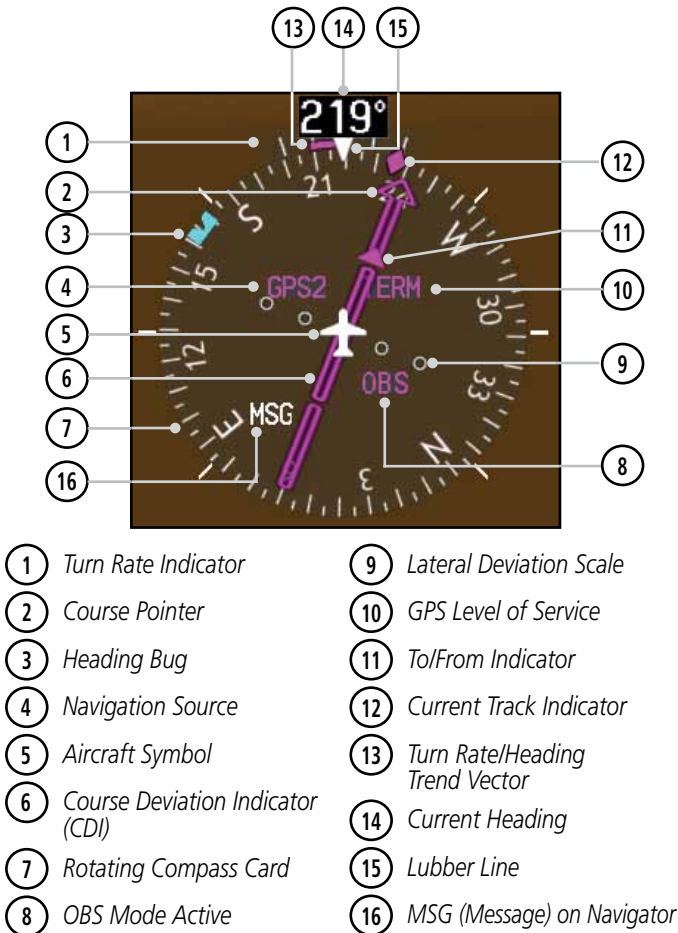 13 14 15
219°
1
12
2
21
3
S
W
11
15
4
GPS2
TERM
10
30
5
12
9
6
OBS
33
7
E
MSG
N
8
16
3
1 Turn Rate Indicator
2 Course Pointer
3 Heading Bug
4 Navigation Source
5 Aircraft Symbol
6 Course Deviation Indicator
(CDI)
7 Rotating Compass Card
8 OBS Mode Active
9 Lateral Deviation Scale
10 GPS Level of Service
11 To/From Indicator
12 Current Track Indicator
13 Turn Rate/Heading
Trend Vector
14 Current Heading
15 Lubber Line
16 MSG (Message) on Navigator